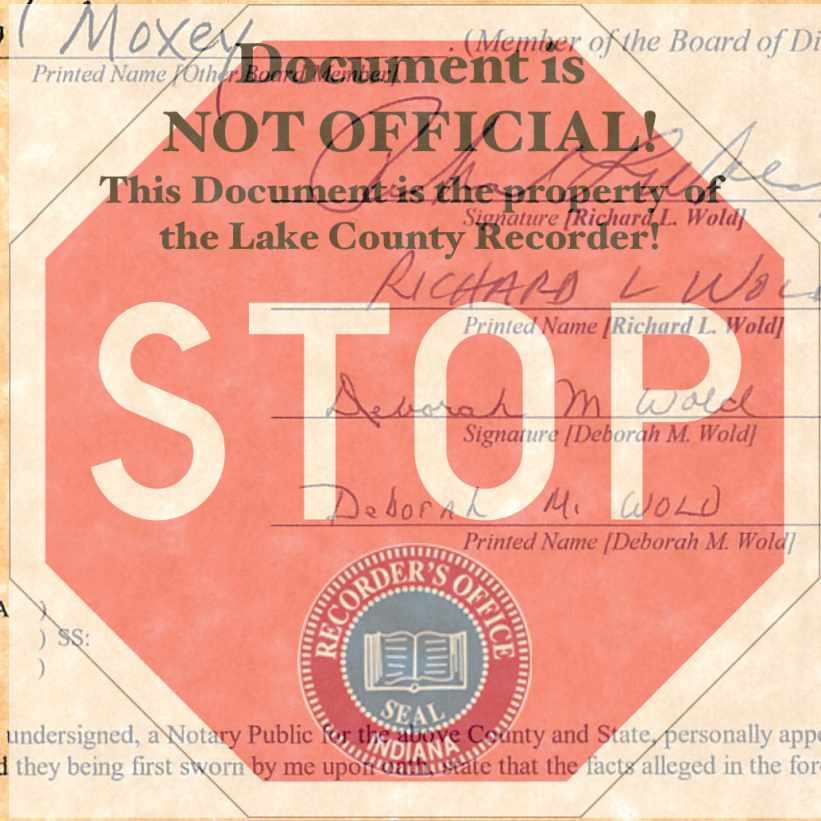 Moxey
. (Member of the Board of Di
Printed Name [Other Board Member].
Document is
NOT OFFICIAL!
This Document is the property of
the Lake County Recorder!
Signature [Richard L. Wold]
RICHARD L WOL
Printed Name [Richard L. Wold]
STOP
Deborah M Wold
Signature [Deborah M. Wold]
Deborah M. WOLD
Printed Name [Deborah M. Wold]
A )
) SS:
)
RECORDER'S OFFICE
SEAL
INDIANA
undersigned, a Notary Public for the above County and State, personally appe
d they being first sworn by me upon oath, state that the facts alleged in the for